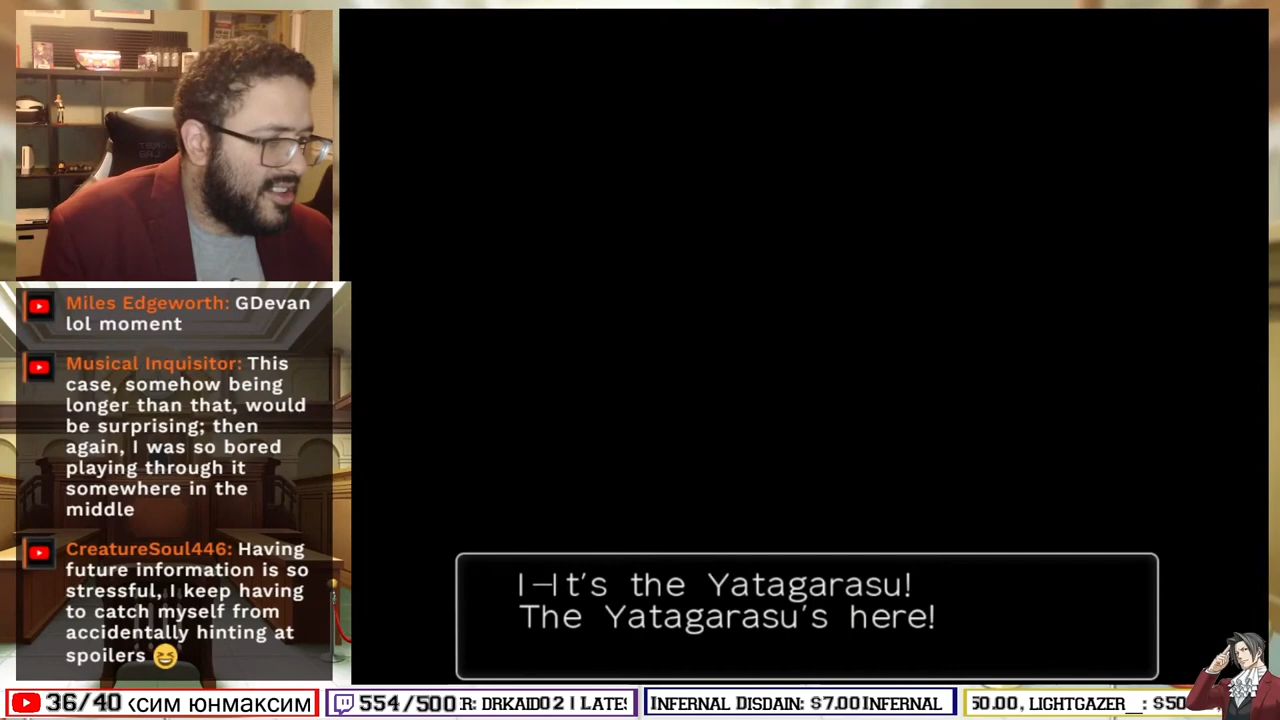 Miles Edgeworth: GDevan
lol moment
Musical Inquisitor: This
case, somehow being
longer than that, would
be surprising; then
again, I was so bored
playing through it
somewhere in the
middle
CreatureSoul446: Having
future information is so
stressful, I keep having
to catch myself from
accidentally hinting at
spoilers 😆
I—It's the Yatagarasu!
The Yatagarasu's here!
36/40 ксим юнмаксим
554/500 R: DRKAIDO2 | LATES
INFERNAL DISDAIN: $7.00 INFERNAL
50.00, LIGHTGAZER__: $50